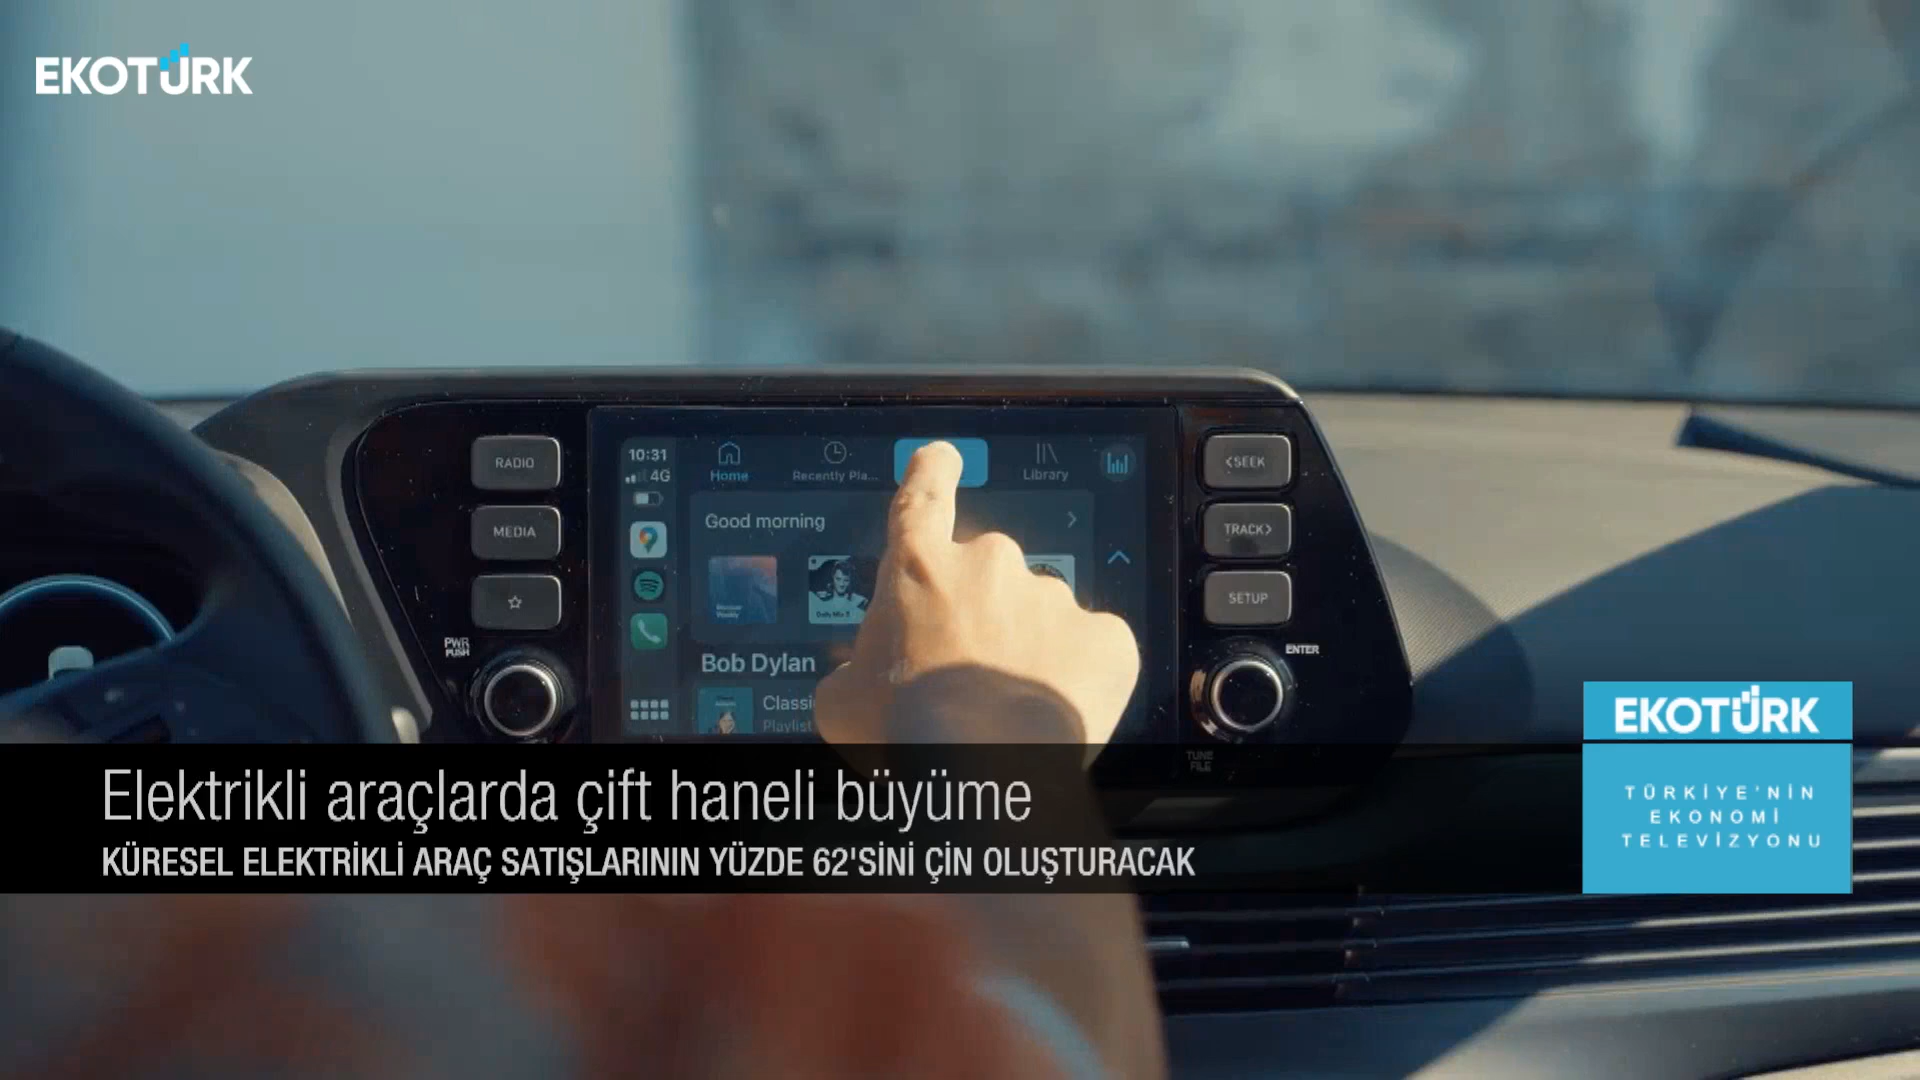 EKOTÜRK
RADIO
MEDIA
PWR
PUSH
10:31
4G
Home
Recently Pla...
Library
Good morning
Bob Dylan
Playlist
<SEEK
TRACK>
SETUP
ENTER
TUNE
FILE
EKOTÜRK
TÜRKİYE'NİN
EKONOMİ
TELEVİZYONU
Elektrikli araçlarda çift haneli büyüme
KÜRESEL ELEKTRİKLİ ARAÇ SATIŞLARININ YÜZDE 62'SİNİ ÇİN OLUŞTURACAK